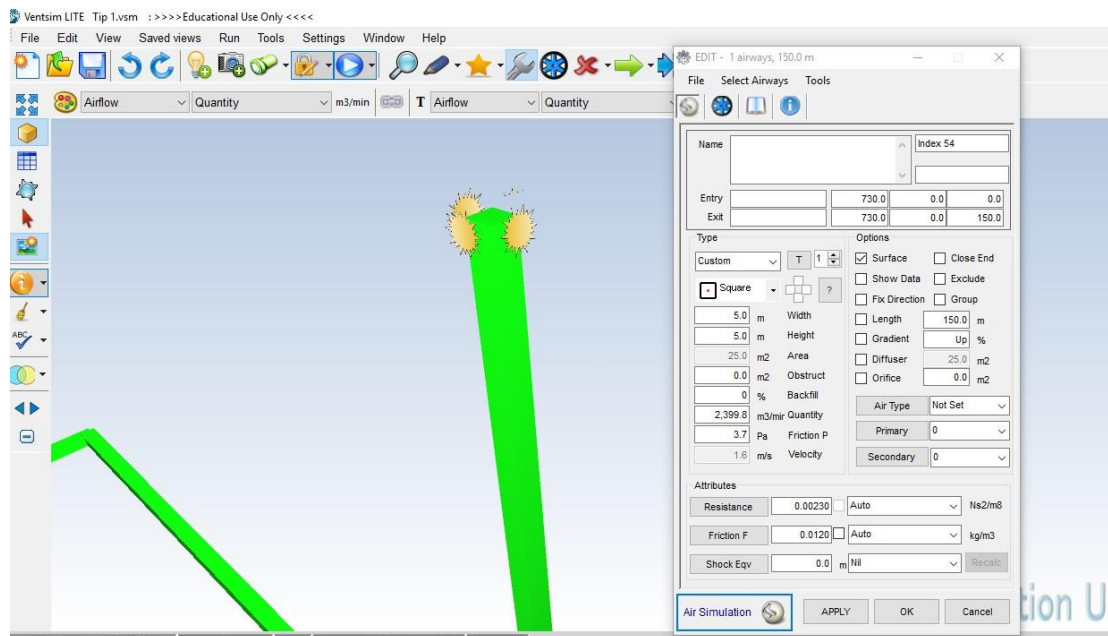 Ventsim LITE Tip 1.vsm : >>>>Educational Use Only <<<<
File Edit View Saved views Run Tools Settings Window Help
Airflow Quantity m3/min T Airflow Quantity
ABC
EDIT - 1 airways, 150.0 m
File Select Airways Tools
Name Index 54
Entry 730.0 0.0 0.0
Exit 730.0 0.0 150.0
Type
Custom T 1
Square ?
5.0 m Width
5.0 m Height
25.0 m2 Area
0.0 m2 Obstruct
0 % Backfill
2,399.8 m3/mir Quantity
3.7 Pa Friction P
1.6 m/s Velocity
Options
Surface Close End
Show Data Exclude
Fix Direction Group
Length 150.0 m
Gradient Up %
Diffuser 25.0 m2
Orifice 0.0 m2
Air Type Not Set
Primary 0
Secondary 0
Attributes
Resistance 0.00230 Auto Ns2/m8
Friction F 0.0120 Auto kg/m3
Shock Eqv 0.0 m Nil Recalc
Air Simulation APPLY OK Cancel
tion U